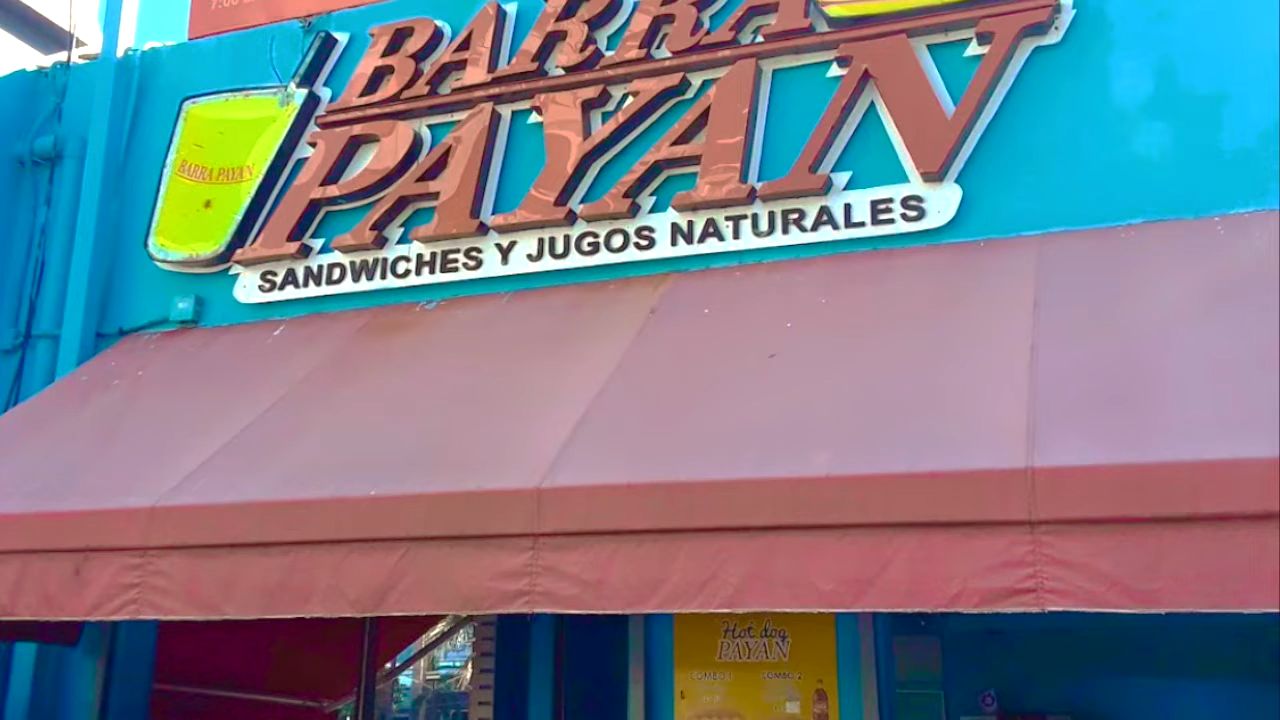 BARRA
PAYAN
BARRA PAYAN
SANDWICHES Y JUGOS NATURALES
Hot dog
PAYAN
COMBO 1 COMBO 2